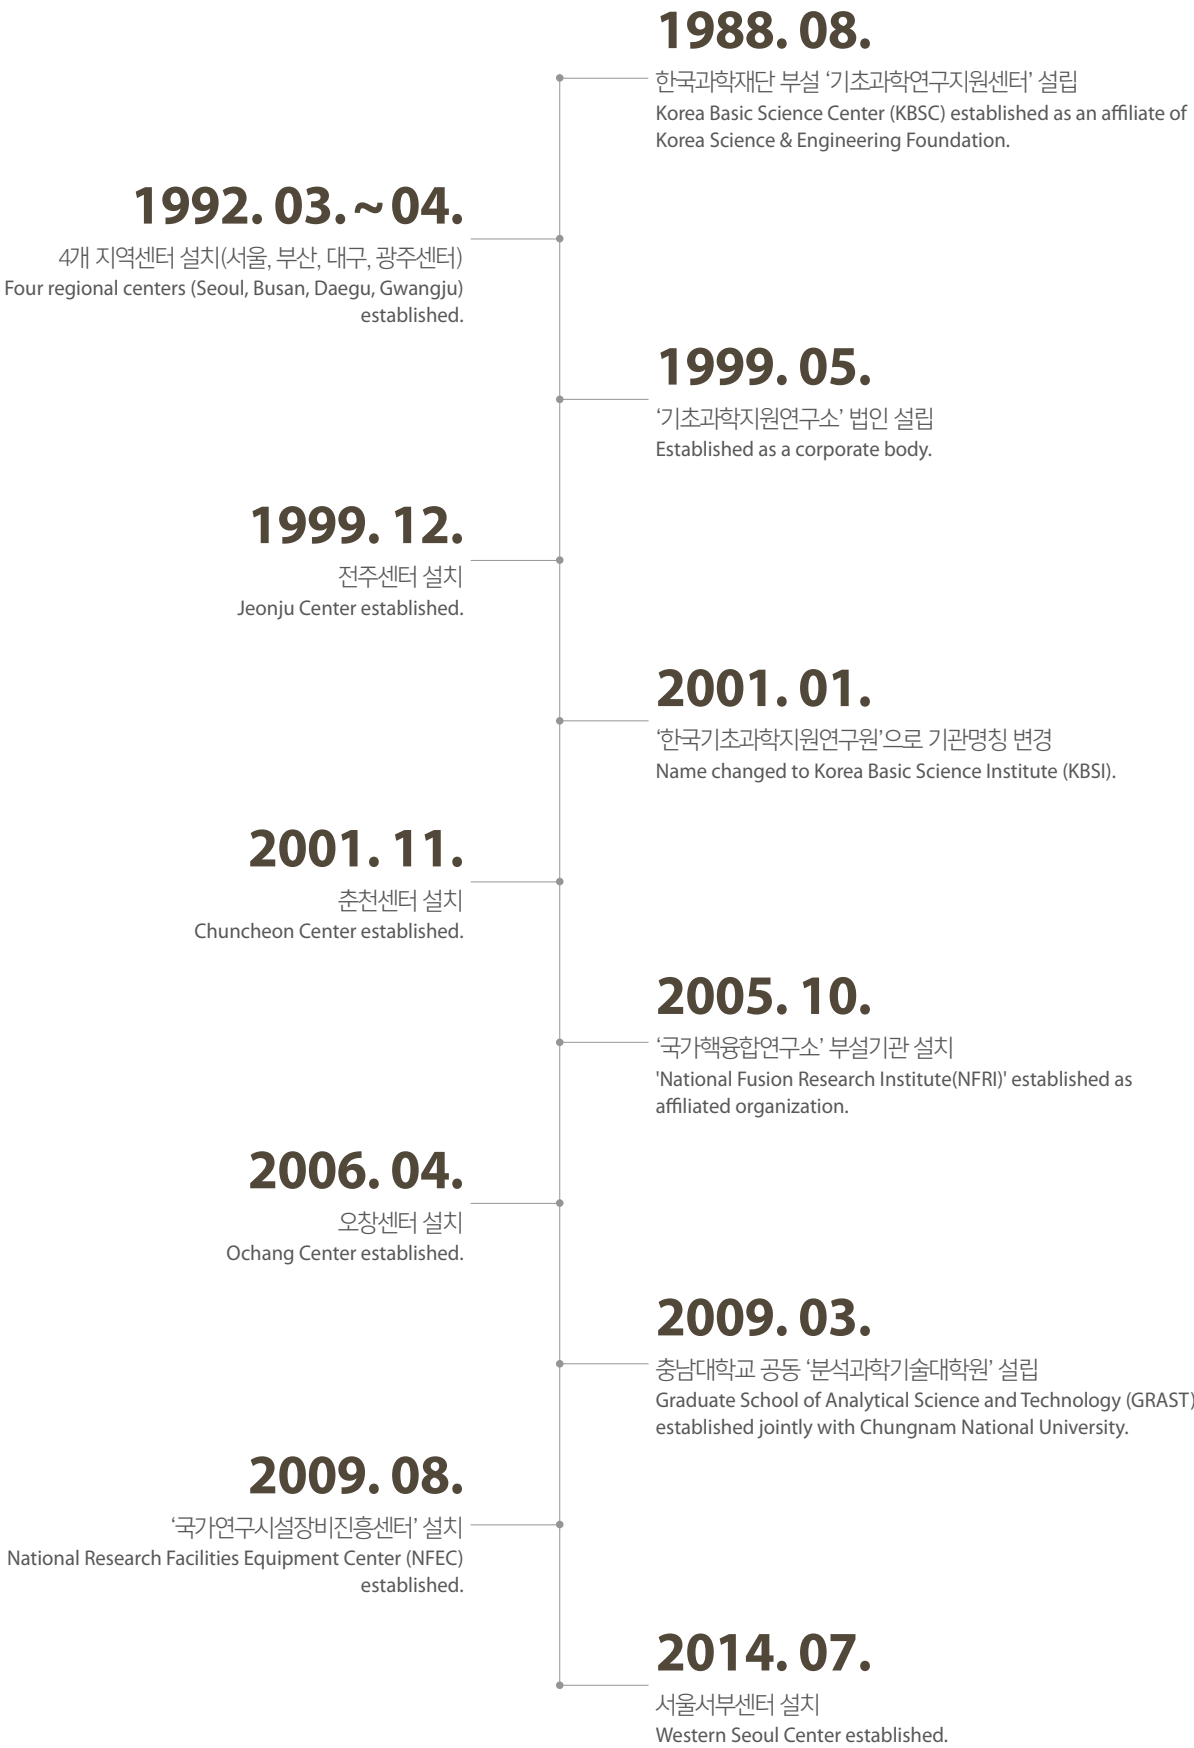 1988. 08.
한국과학재단 부설 ‘기초과학연구지원센터’ 설립
Korea Basic Science Center (KBSC) established as an affiliate of
Korea Science & Engineering Foundation.
1992. 03. ~ 04.
4개 지역센터 설치(서울, 부산, 대구, 광주센터)
Four regional centers (Seoul, Busan, Daegu, Gwangju)
established.
1999. 05.
‘기초과학지원연구소’ 법인 설립
Established as a corporate body.
1999. 12.
전주센터 설치
Jeonju Center established.
2001. 01.
‘한국기초과학지원연구원’으로 기관명칭 변경
Name changed to Korea Basic Science Institute (KBSI).
2001. 11.
춘천센터 설치
Chuncheon Center established.
2005. 10.
‘국가핵융합연구소’ 부설기관 설치
'National Fusion Research Institute(NFRI)' established as
affiliated organization.
2006. 04.
오창센터 설치
Ochang Center established.
2009. 03.
충남대학교 공동 ‘분석과학기술대학원’ 설립
Graduate School of Analytical Science and Technology (GRAST)
established jointly with Chungnam National University.
2009. 08.
‘국가연구시설장비진흥센터’ 설치
National Research Facilities Equipment Center (NFEC)
established.
2014. 07.
서울서부센터 설치
Western Seoul Center established.